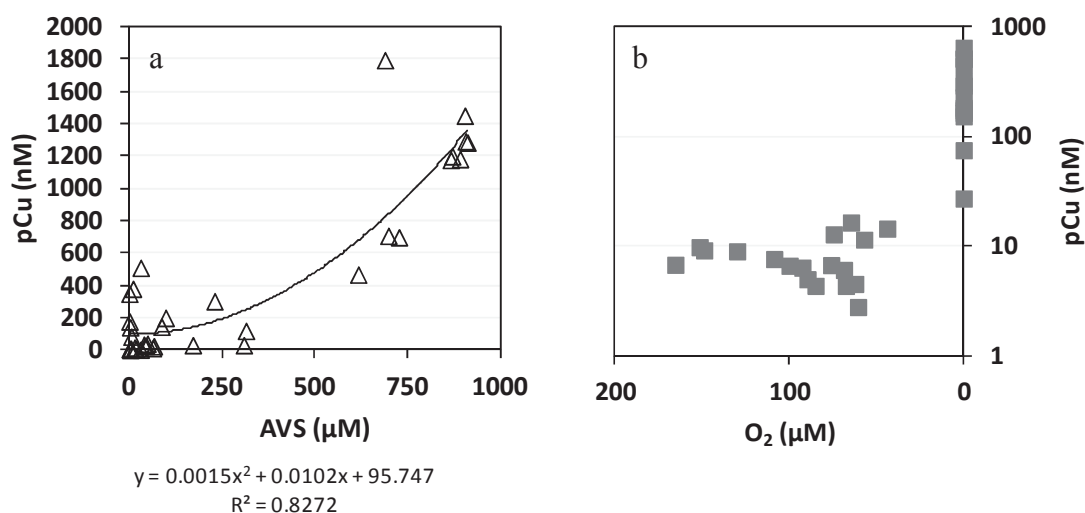 a
2000
1800
1600
1400
1200
1000
800
600
400
200
0
pCu (nM)
0 250 500 750 1000
AVS (μM)
y = 0.0015x² + 0.0102x + 95.747
R² = 0.8272
b
1000
100
10
1
pCu (nM)
200 100 0
O₂ (μM)